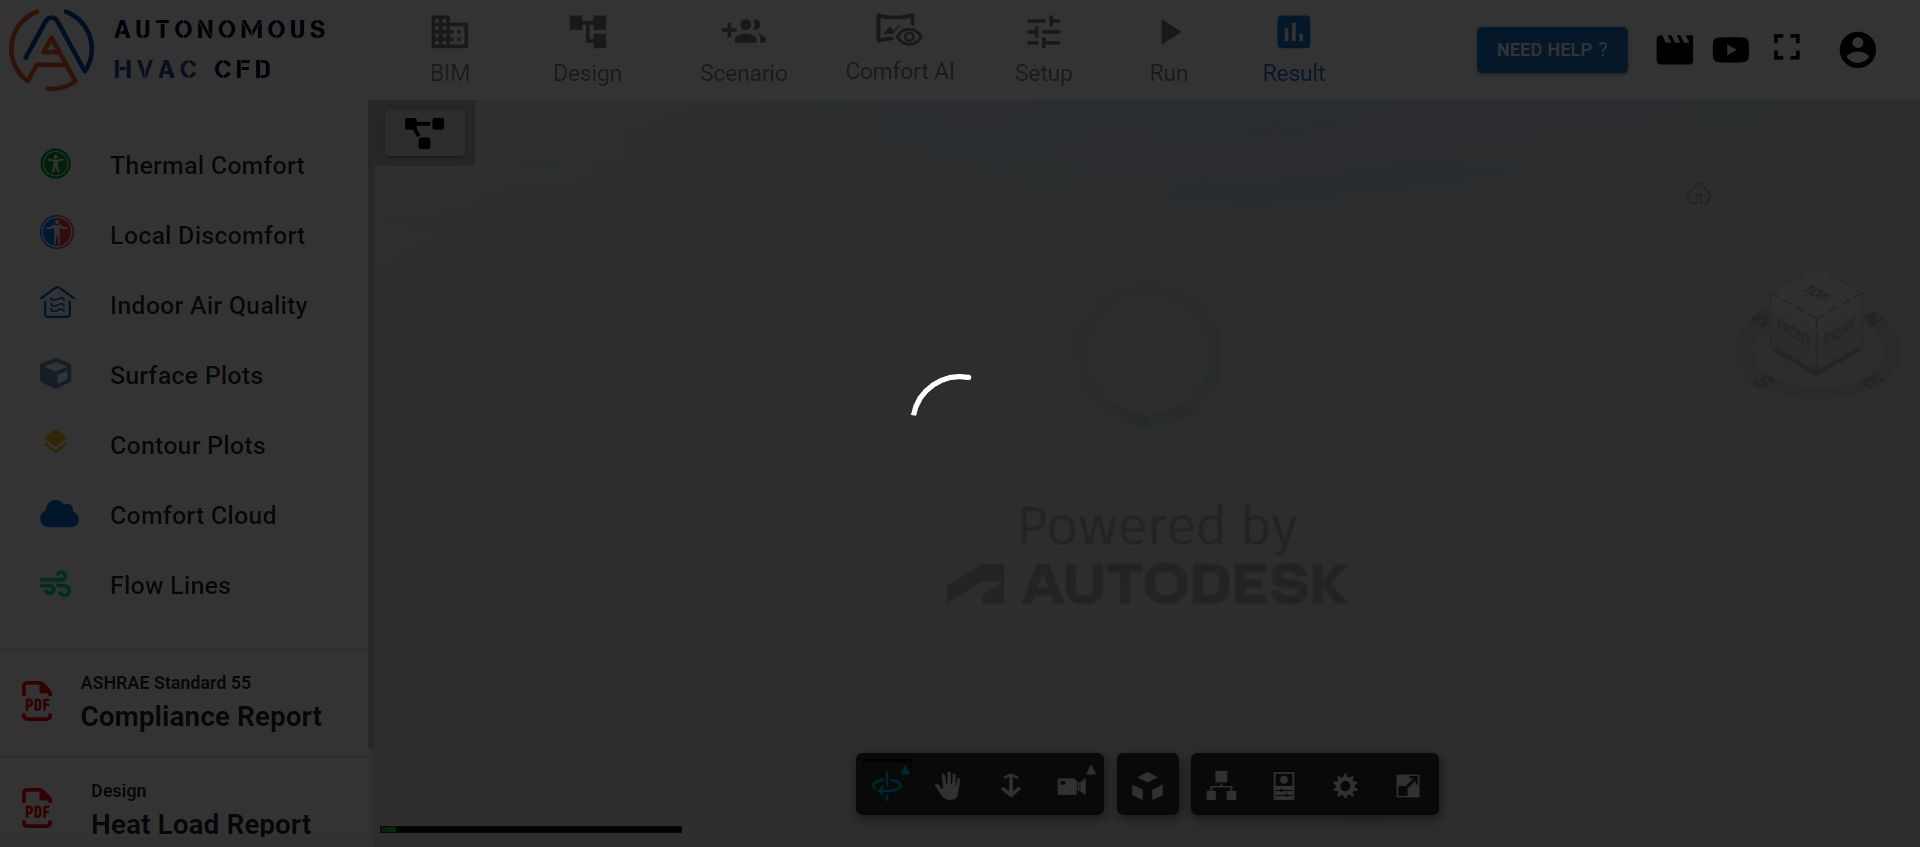 AUTONOMOUS
HVAC CFD
BIM
Design
Scenario
Comfort AI
Setup
Run
Result
NEED HELP ?
Thermal Comfort
Local Discomfort
Indoor Air Quality
Surface Plots
Contour Plots
Comfort Cloud
Flow Lines
PDF
ASHRAE Standard 55
Compliance Report
PDF
Design
Heat Load Report
TOP
FRONT
RIGHT
S
E
Powered by
AUTODESK